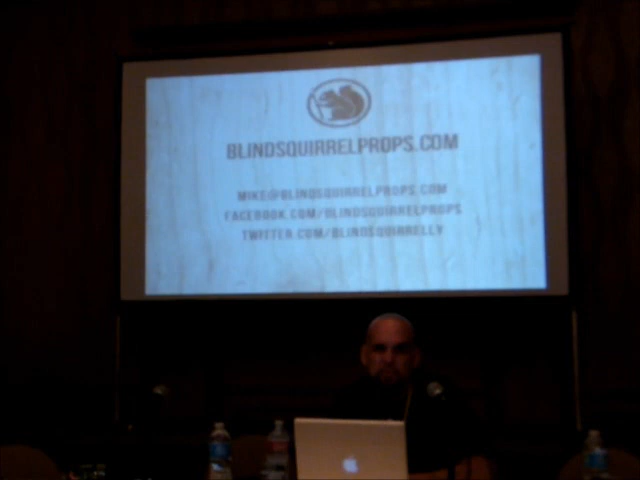 BLINDSQUIRRELPROPS.COM
MIKE@BLINDSQUIRRELPROPS.COM
FACEBOOK.COM/BLINDSQUIRRELPROPS
TWITTER.COM/BLINDSQUIRRELLY